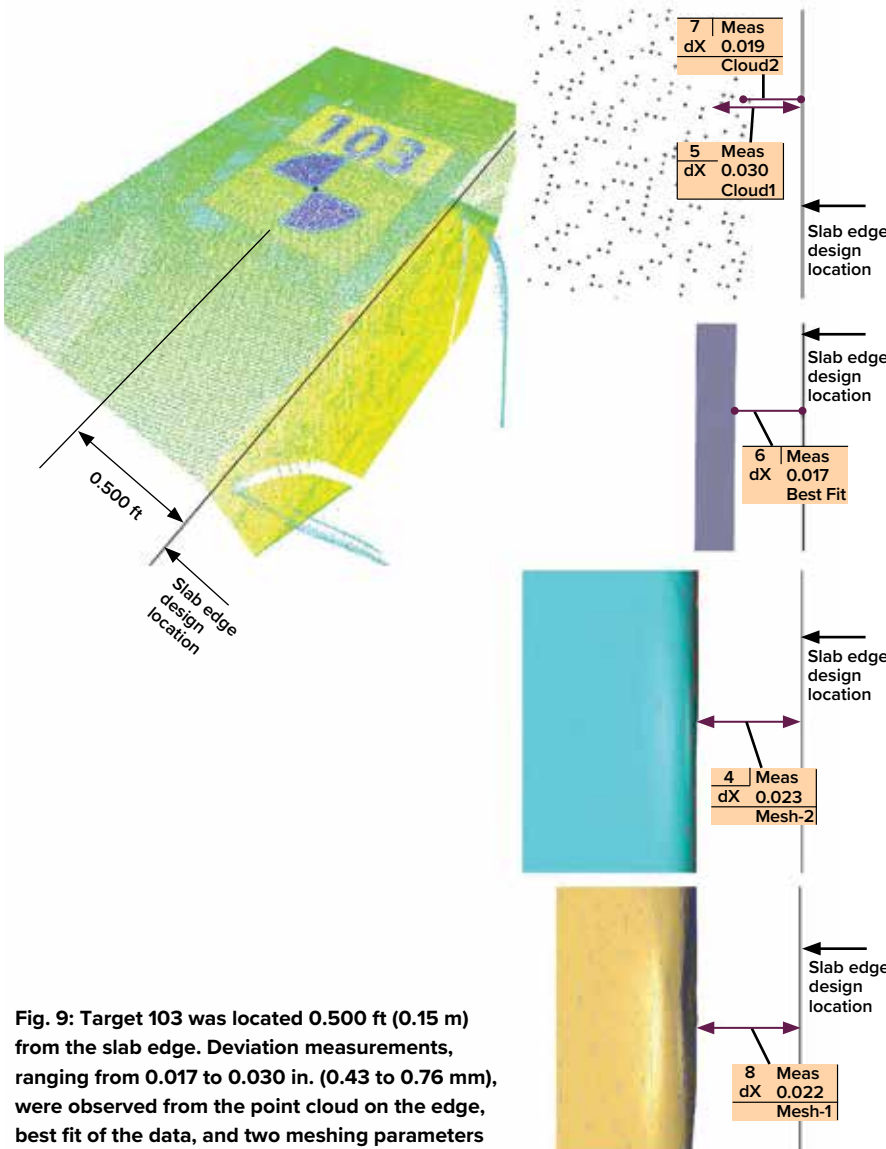 103
0.500 ft
Slab edge
design
location
7 Meas
dX 0.019
Cloud2
5 Meas
dX 0.030
Cloud1
Slab edge
design
location
Slab edge
design
location
6 Meas
dX 0.017
Best Fit
Slab edge
design
location
4 Meas
dX 0.023
Mesh-2
Slab edge
design
location
8 Meas
dX 0.022
Mesh-1
Fig. 9: Target 103 was located 0.500 ft (0.15 m)
from the slab edge. Deviation measurements,
ranging from 0.017 to 0.030 in. (0.43 to 0.76 mm),
were observed from the point cloud on the edge,
best fit of the data, and two meshing parameters